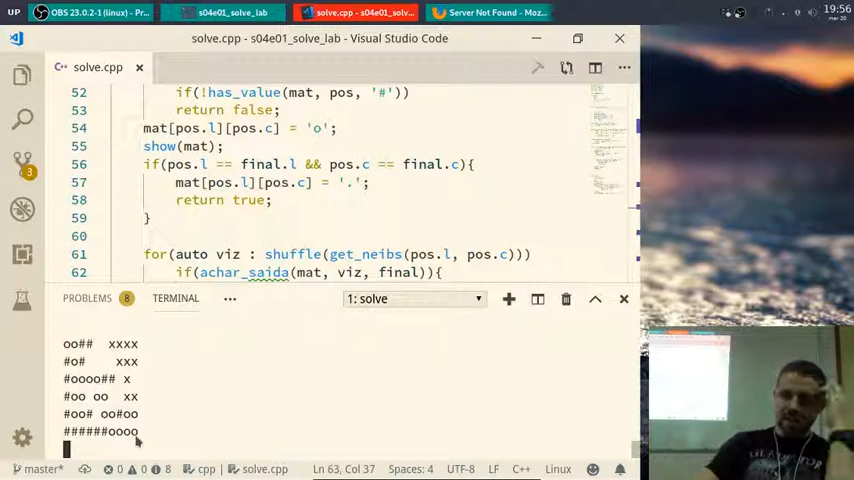 UP
OBS 23.0.2-1 (linux) - Pr...
s04e01_solve_lab
solve.cpp - s04e01_solv...
Server Not Found - Moz...
19:56
mar 20
solve.cpp - s04e01_solve_lab - Visual Studio Code
solve.cpp
52 if(!has_value(mat, pos, '#'))
53 return false;
54 mat[pos.l][pos.c] = 'o';
55 show(mat);
56 if(pos.l == final.l && pos.c == final.c){
57 mat[pos.l][pos.c] = '.';
58 return true;
59 }
60
61 for(auto viz : shuffle(get_neibs(pos.l, pos.c)))
62 if(achar_saida(mat, viz, final)){
3
PROBLEMS 8 TERMINAL ... 1: solve
oo## xxxx
#o# xxx
#oooo## x
#oo oo xx
#oo# oo#oo
######oooo
master* 0 0 8 cpp solve.cpp Ln 63, Col 37 Spaces: 4 UTF-8 LF C++ Linux